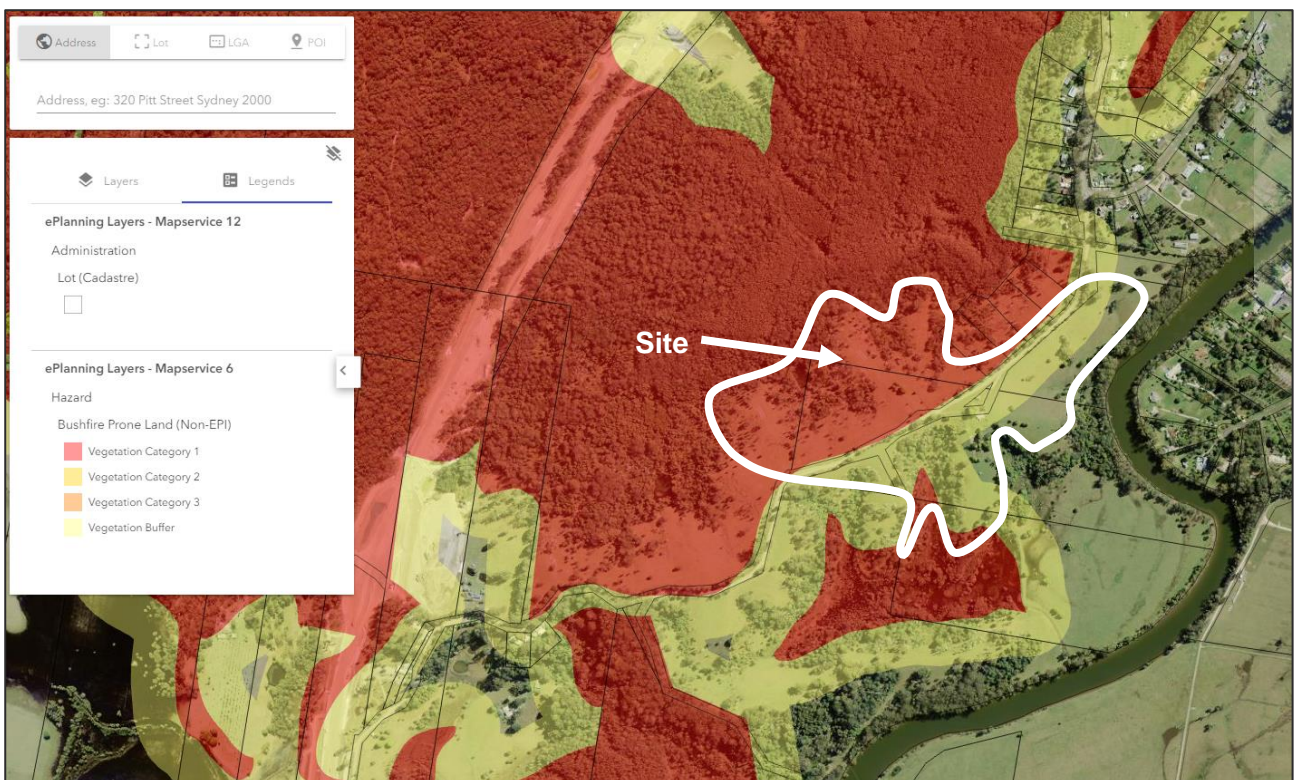 Address
Lot
LGA
POI
Address, eg: 320 Pitt Street Sydney 2000
Layers
Legends
ePlanning Layers - Mapservice 12
Administration
Lot (Cadastre)
ePlanning Layers - Mapservice 6
Hazard
Bushfire Prone Land (Non-EPI)
Vegetation Category 1
Vegetation Category 2
Vegetation Category 3
Vegetation Buffer
Site